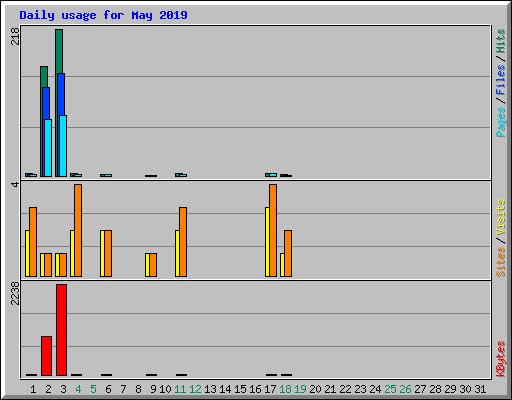 Daily usage for May 2019
218
Pages / Files / Hits
4
Sites / Visits
2238
KBytes
1 2 3 4 5 6 7 8 9 10 11 12 13 14 15 16 17 18 19 20 21 22 23 24 25 26 27 28 29 30 31